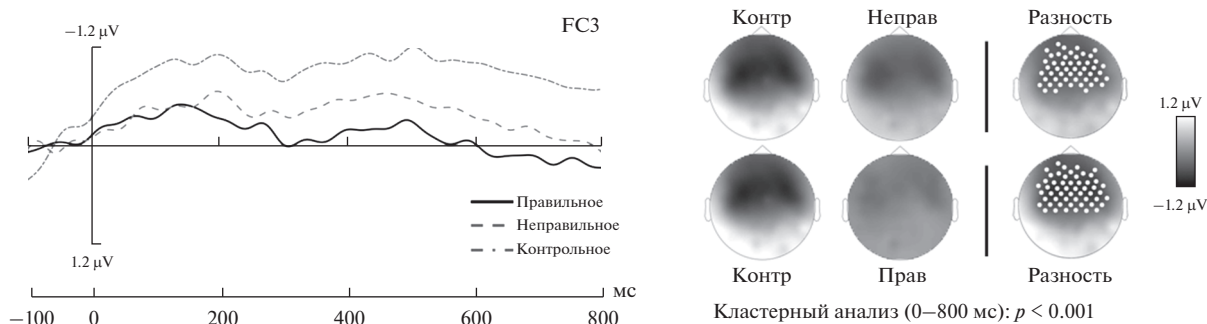 −1.2 μV
FC3
1.2 μV
Правильное
Неправильное
Контрольное
мс
−100 0 200 400 600 800
Контр Неправ Разность
1.2 μV
−1.2 μV
Контр Прав Разность
Кластерный анализ (0–800 мс): p < 0.001